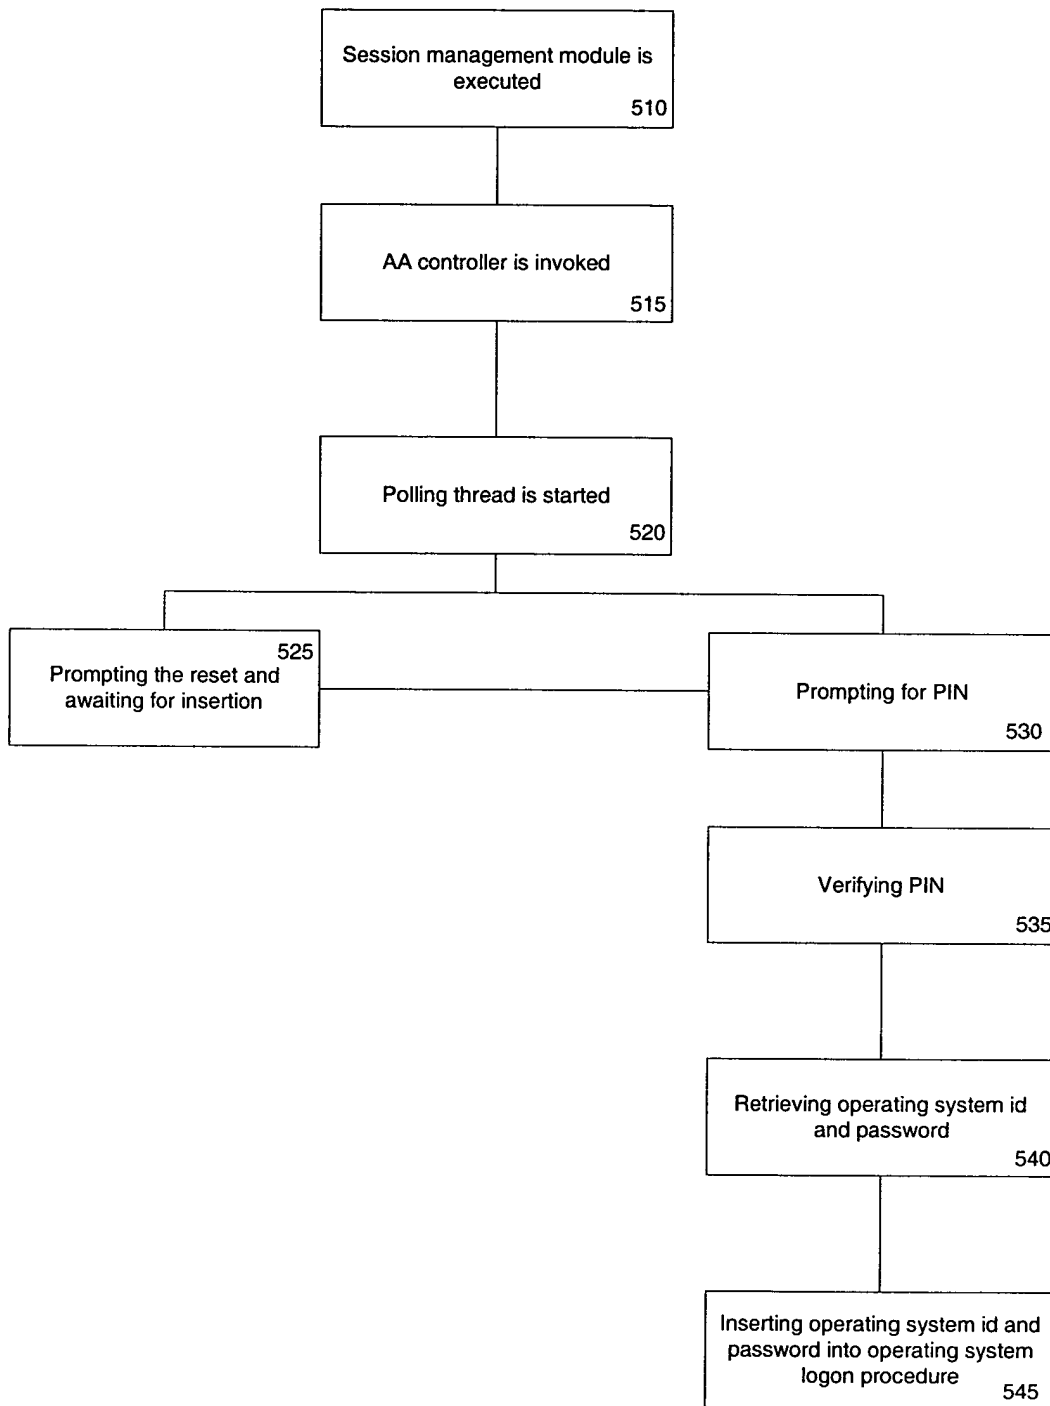 Session management module is
executed
510
AA controller is invoked
515
Polling thread is started
520
525
Prompting the reset and
awaiting for insertion
Prompting for PIN
530
Verifying PIN
535
Retrieving operating system id
and password
540
Inserting operating system id and
password into operating system
logon procedure
545